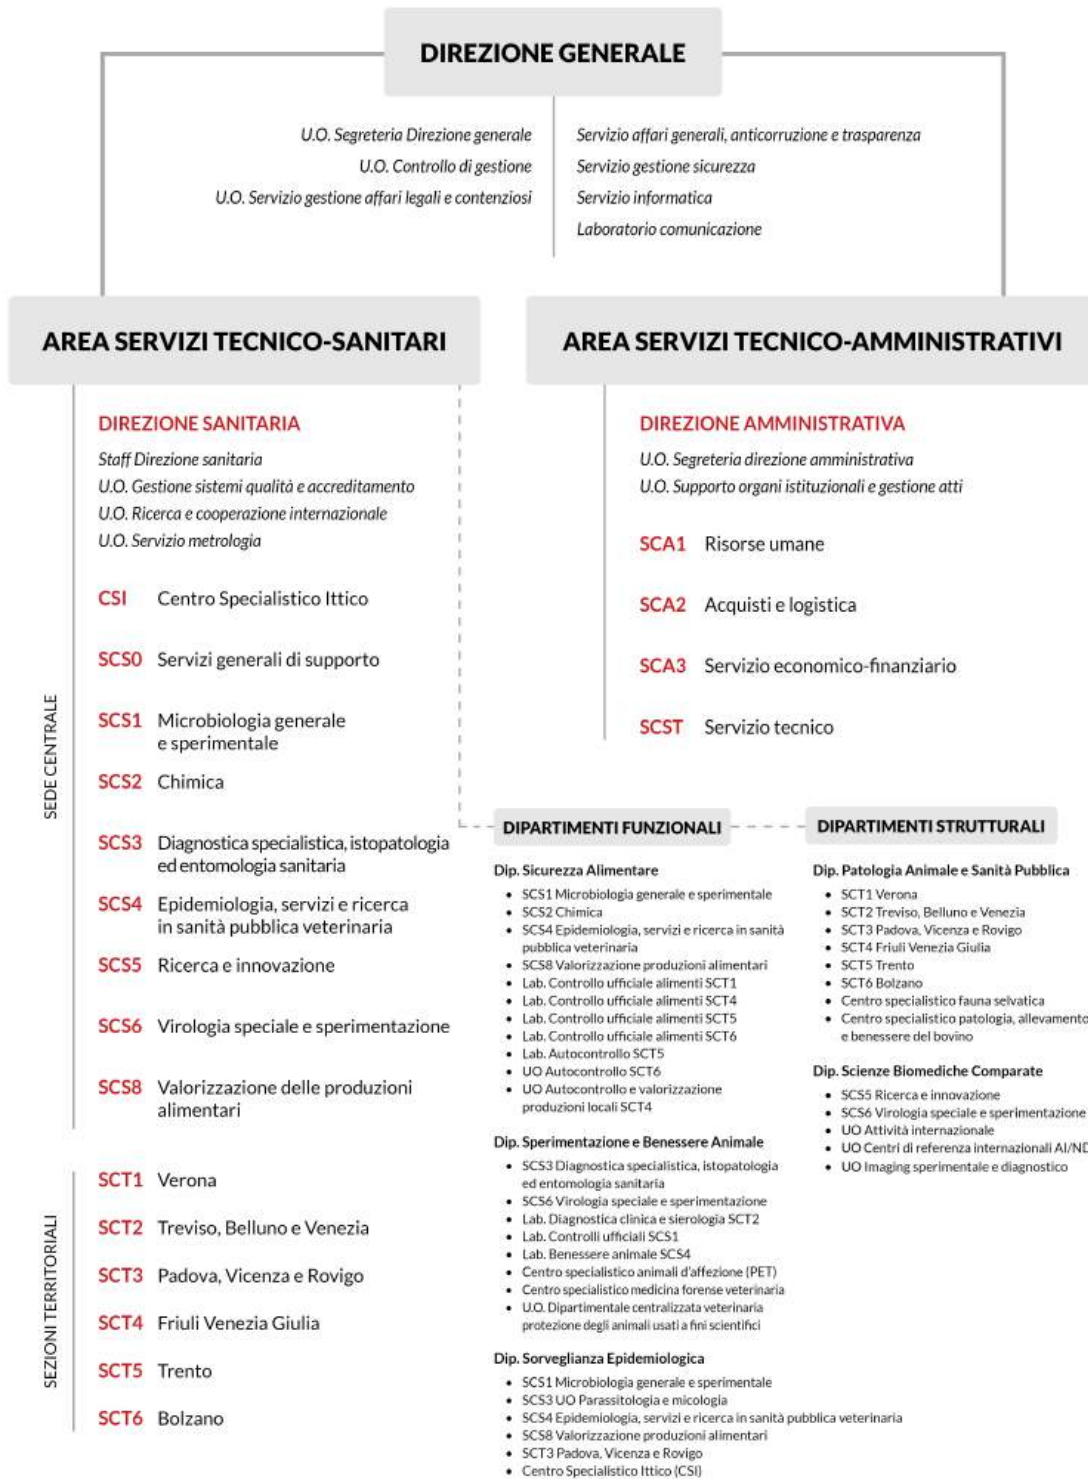 DIREZIONE GENERALE
U.O. Segreteria Direzione generale
U.O. Controllo di gestione
U.O. Servizio gestione affari legali e contenziosi
Servizio affari generali, anticorruzione e trasparenza
Servizio gestione sicurezza
Servizio informatica
Laboratorio comunicazione
AREA SERVIZI TECNICO-SANITARI
DIREZIONE SANITARIA
Staff Direzione sanitaria
U.O. Gestione sistemi qualità e accreditamento
U.O. Ricerca e cooperazione internazionale
U.O. Servizio metrologia
SEDE CENTRALE
CSI Centro Specialistico Ittico
SCS0 Servizi generali di supporto
SCS1 Microbiologia generale
e sperimentale
SCS2 Chimica
SCS3 Diagnostica specialistica, istopatologia
ed entomologia sanitaria
SCS4 Epidemiologia, servizi e ricerca
in sanità pubblica veterinaria
SCS5 Ricerca e innovazione
SCS6 Virologia speciale e sperimentazione
SCS8 Valorizzazione delle produzioni
alimentari
SEZIONI TERRITORIALI
SCT1 Verona
SCT2 Treviso, Belluno e Venezia
SCT3 Padova, Vicenza e Rovigo
SCT4 Friuli Venezia Giulia
SCT5 Trento
SCT6 Bolzano
AREA SERVIZI TECNICO-AMMINISTRATIVI
DIREZIONE AMMINISTRATIVA
U.O. Segreteria direzione amministrativa
U.O. Supporto organi istituzionali e gestione atti
SCA1 Risorse umane
SCA2 Acquisti e logistica
SCA3 Servizio economico-finanziario
SCST Servizio tecnico
DIPARTIMENTI FUNZIONALI
Dip. Sicurezza Alimentare
• SCS1 Microbiologia generale e sperimentale
• SCS2 Chimica
• SCS4 Epidemiologia, servizi e ricerca in sanità
pubblica veterinaria
• SCS8 Valorizzazione produzioni alimentari
• Lab. Controllo ufficiale alimenti SCT1
• Lab. Controllo ufficiale alimenti SCT4
• Lab. Controllo ufficiale alimenti SCT5
• Lab. Controllo ufficiale alimenti SCT6
• Lab. Autocontrollo SCT5
• UO Autocontrollo SCT6
• UO Autocontrollo e valorizzazione
produzioni locali SCT4
Dip. Sperimentazione e Benessere Animale
• SCS3 Diagnostica specialistica, istopatologia
ed entomologia sanitaria
• SCS6 Virologia speciale e sperimentazione
• Lab. Diagnostica clinica e sierologia SCT2
• Lab. Controlli ufficiali SCS1
• Lab. Benessere animale SCS4
• Centro specialistico animali d'affezione (PET)
• Centro specialistico medicina forense veterinaria
• U.O. Dipartimentale centralizzata veterinaria
protezione degli animali usati a fini scientifici
Dip. Sorveglianza Epidemiologica
• SCS1 Microbiologia generale e sperimentale
• SCS3 UO Parassitologia e micologia
• SCS4 Epidemiologia, servizi e ricerca in sanità pubblica veterinaria
• SCS8 Valorizzazione produzioni alimentari
• SCT3 Padova, Vicenza e Rovigo
• Centro Specialistico Ittico (CSI)
DIPARTIMENTI STRUTTURALI
Dip. Patologia Animale e Sanità Pubblica
• SCT1 Verona
• SCT2 Treviso, Belluno e Venezia
• SCT3 Padova, Vicenza e Rovigo
• SCT4 Friuli Venezia Giulia
• SCT5 Trento
• SCT6 Bolzano
• Centro specialistico fauna selvatica
• Centro specialistico patologia, allevamento
e benessere del bovino
Dip. Scienze Biomediche Comparate
• SCS5 Ricerca e innovazione
• SCS6 Virologia speciale e sperimentazione
• UO Attività internazionale
• UO Centri di referenza internazionali AI/ND
• UO Imaging sperimentale e diagnostico